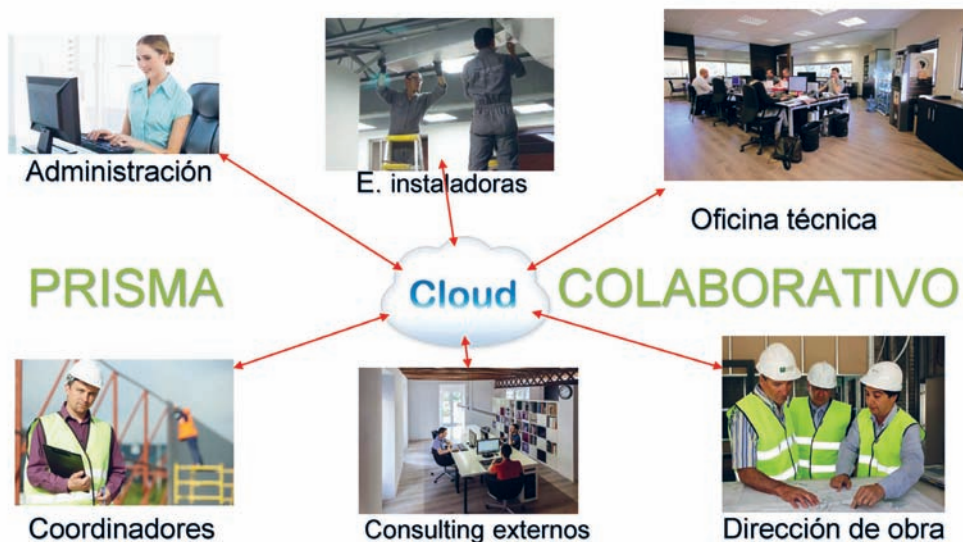 Administración
E. instaladoras
Oficina técnica
PRISMA
Cloud
COLABORATIVO
Coordinadores
Consulting externos
Dirección de obra